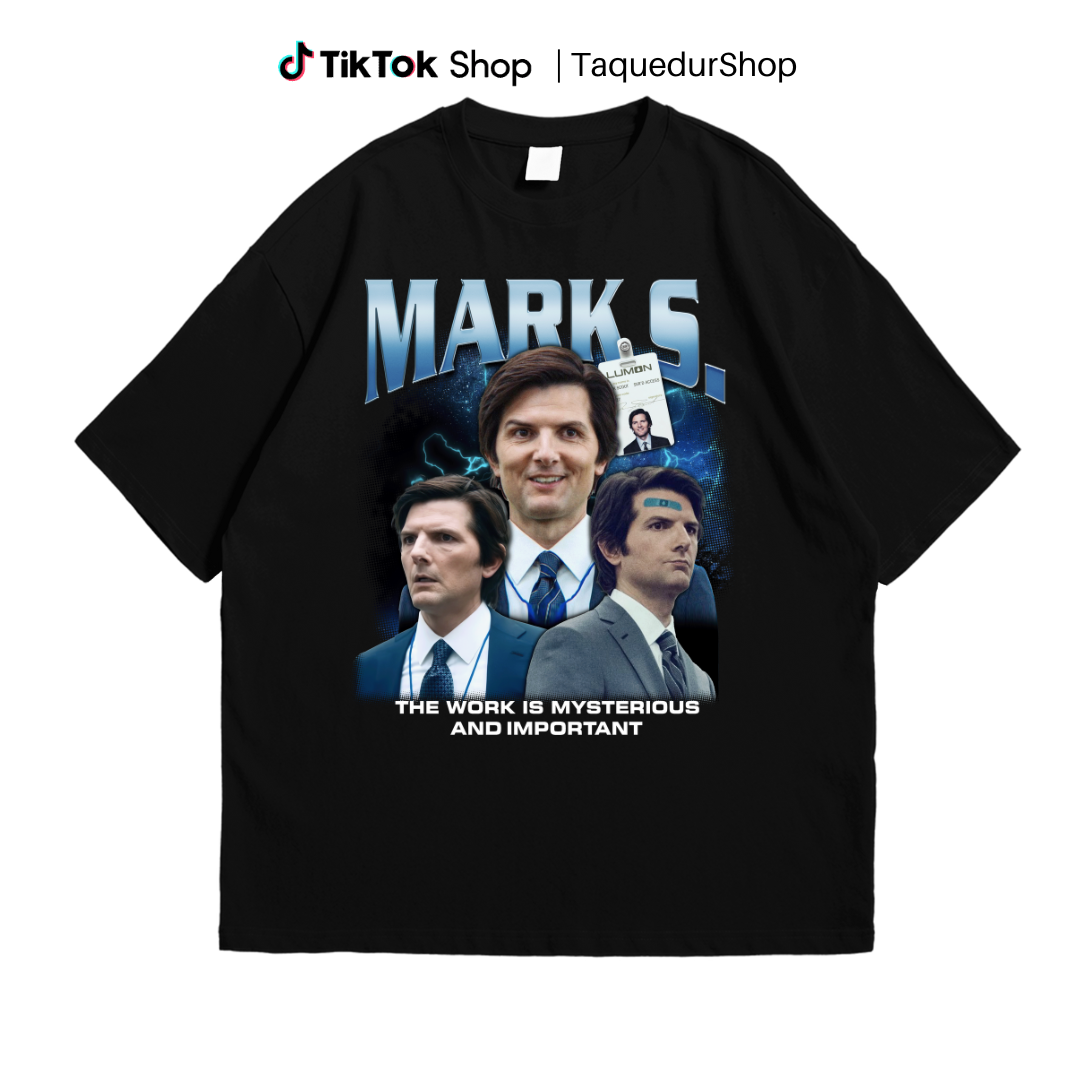 TikTok Shop | TaquedurShop
MARK S.
LUMON
THE WORK IS MYSTERIOUS
AND IMPORTANT